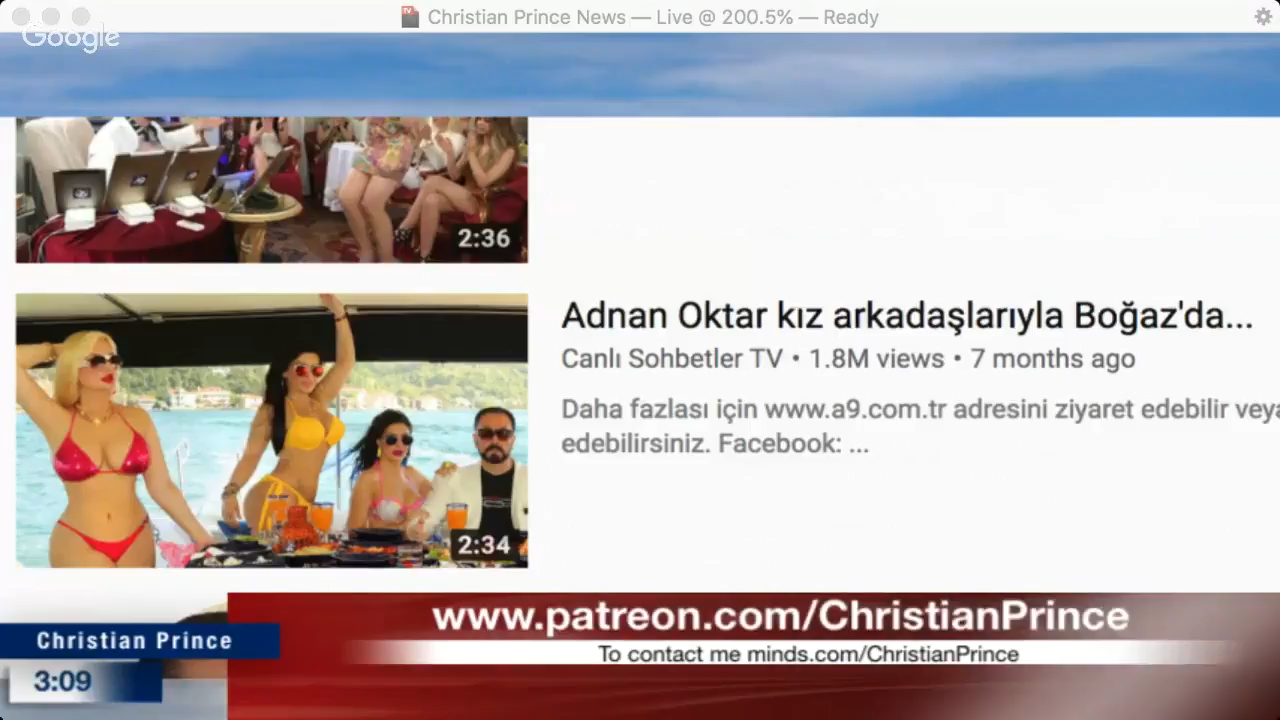 Christian Prince News — Live @ 200.5% — Ready
Google
2:36
Adnan Oktar kız arkadaşlarıyla Boğaz'da...
Canlı Sohbetler TV • 1.8M views • 7 months ago
Daha fazlası için www.a9.com.tr adresini ziyaret edebilir veya
edebilirsiniz. Facebook: ...
2:34
www.patreon.com/ChristianPrince
To contact me minds.com/ChristianPrince
Christian Prince
3:09